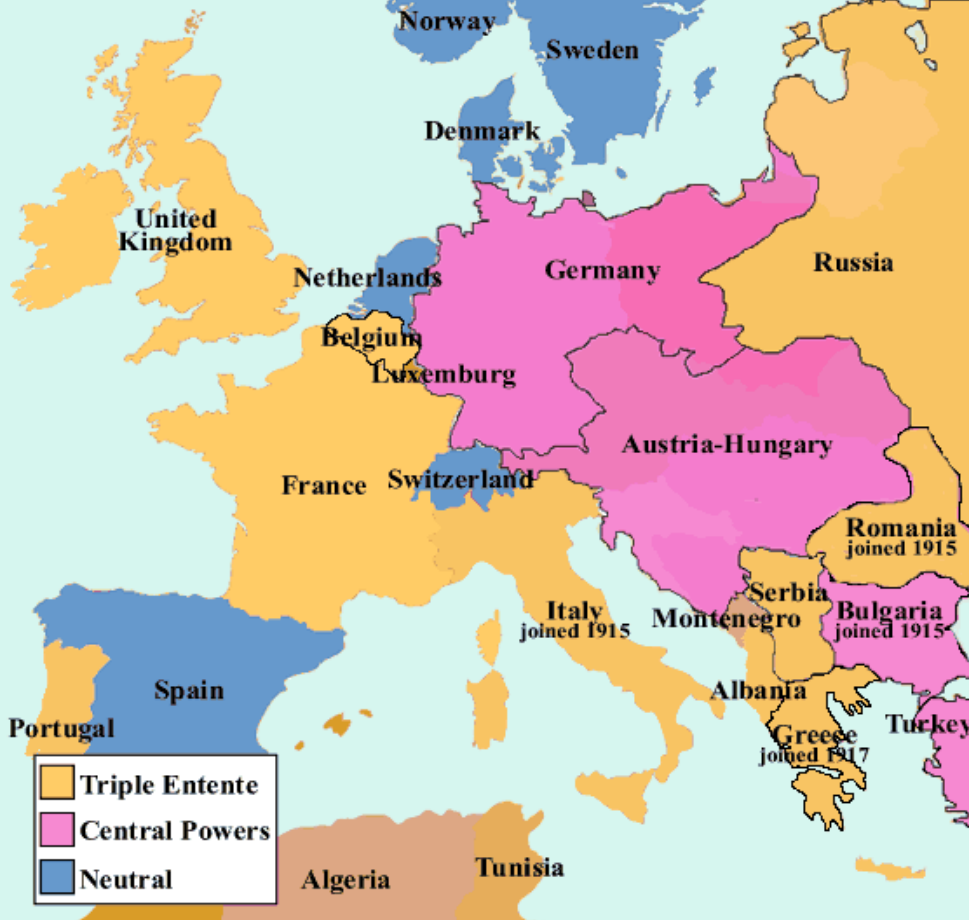 Norway
Sweden
Denmark
United
Kingdom
Netherlands
Germany
Russia
Belgium
Luxemburg
Austria-Hungary
France
Switzerland
Romania
joined 1915
Serbia
Italy
joined 1915
Montenegro
Bulgaria
joined 1915
Spain
Albania
Portugal
Greece
joined 1917
Turkey
Triple Entente
Central Powers
Neutral
Algeria
Tunisia